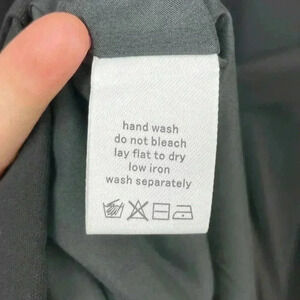 hand wash
do not bleach
lay flat to dry
low iron
wash separately